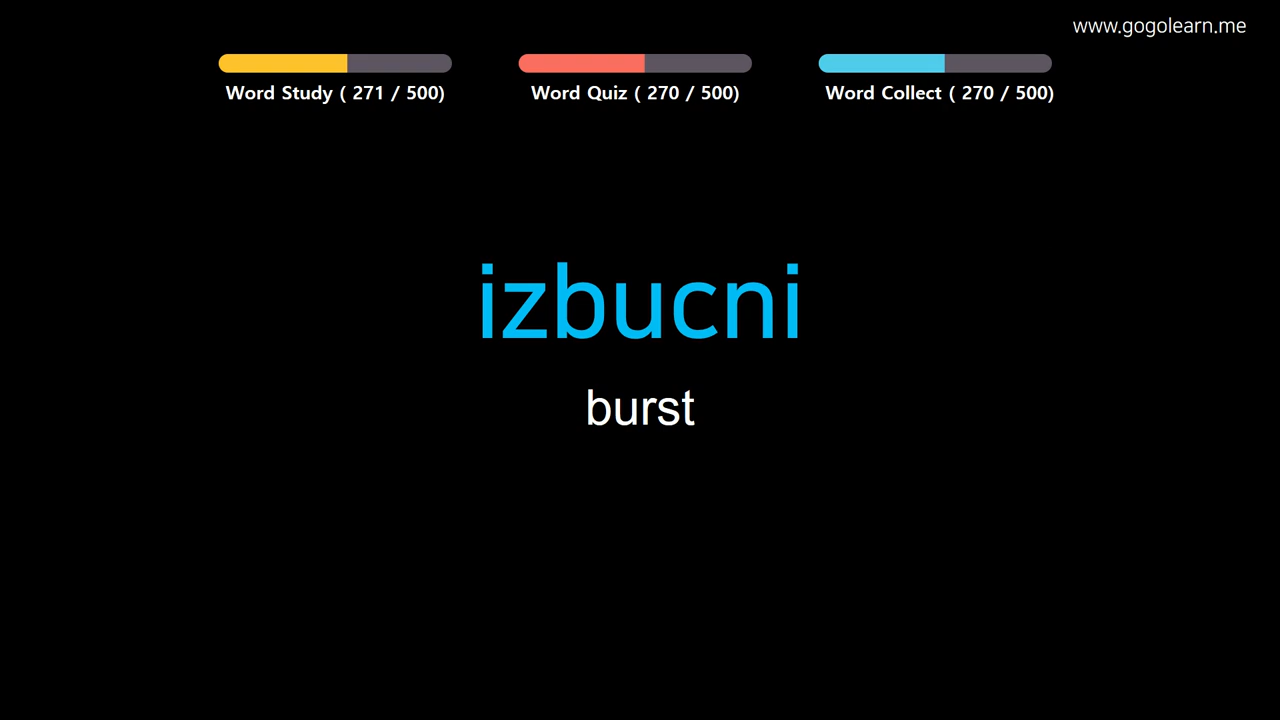 www.gogolearn.me
Word Study ( 271 / 500)
Word Quiz ( 270 / 500)
Word Collect ( 270 / 500)
izbucni
burst